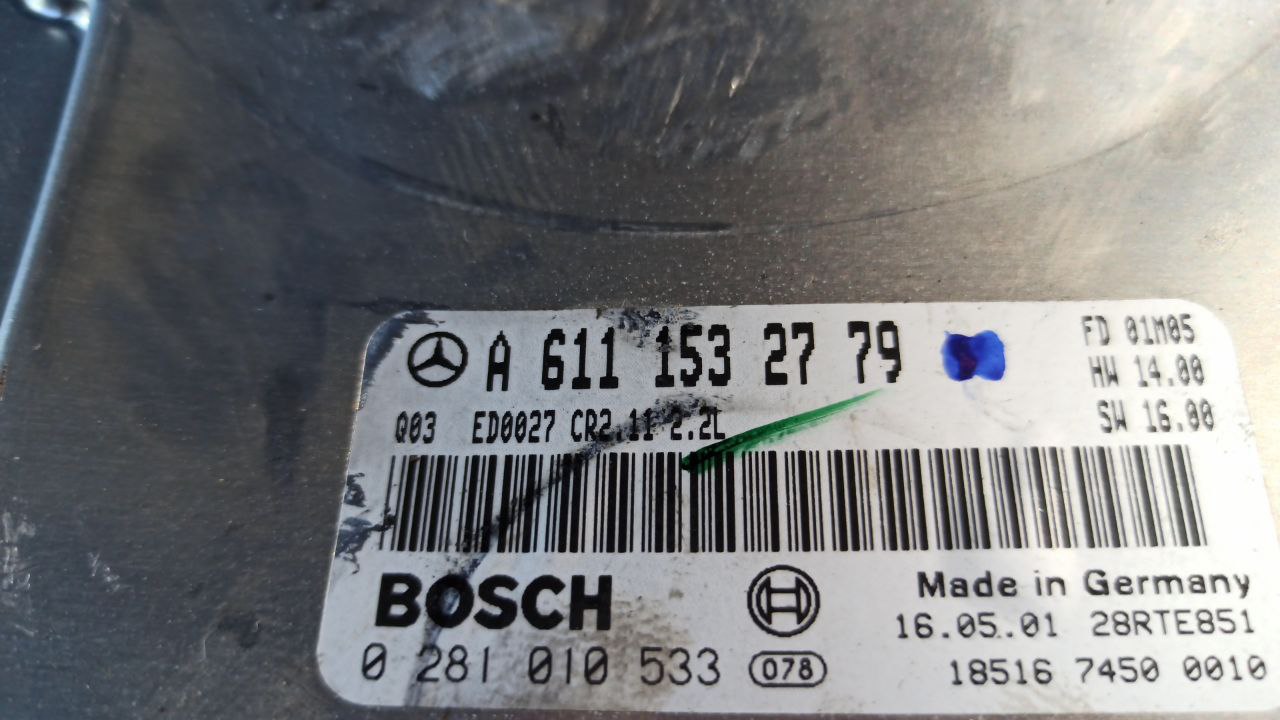 A 611 153 27 79
FD 01M05
HW 14.00
SW 16.00
Q03 ED0027 CR2.11 2.2L
BOSCH
Made in Germany
16.05.01 28RTE851
0 281 010 533 078
18516 7450 0010